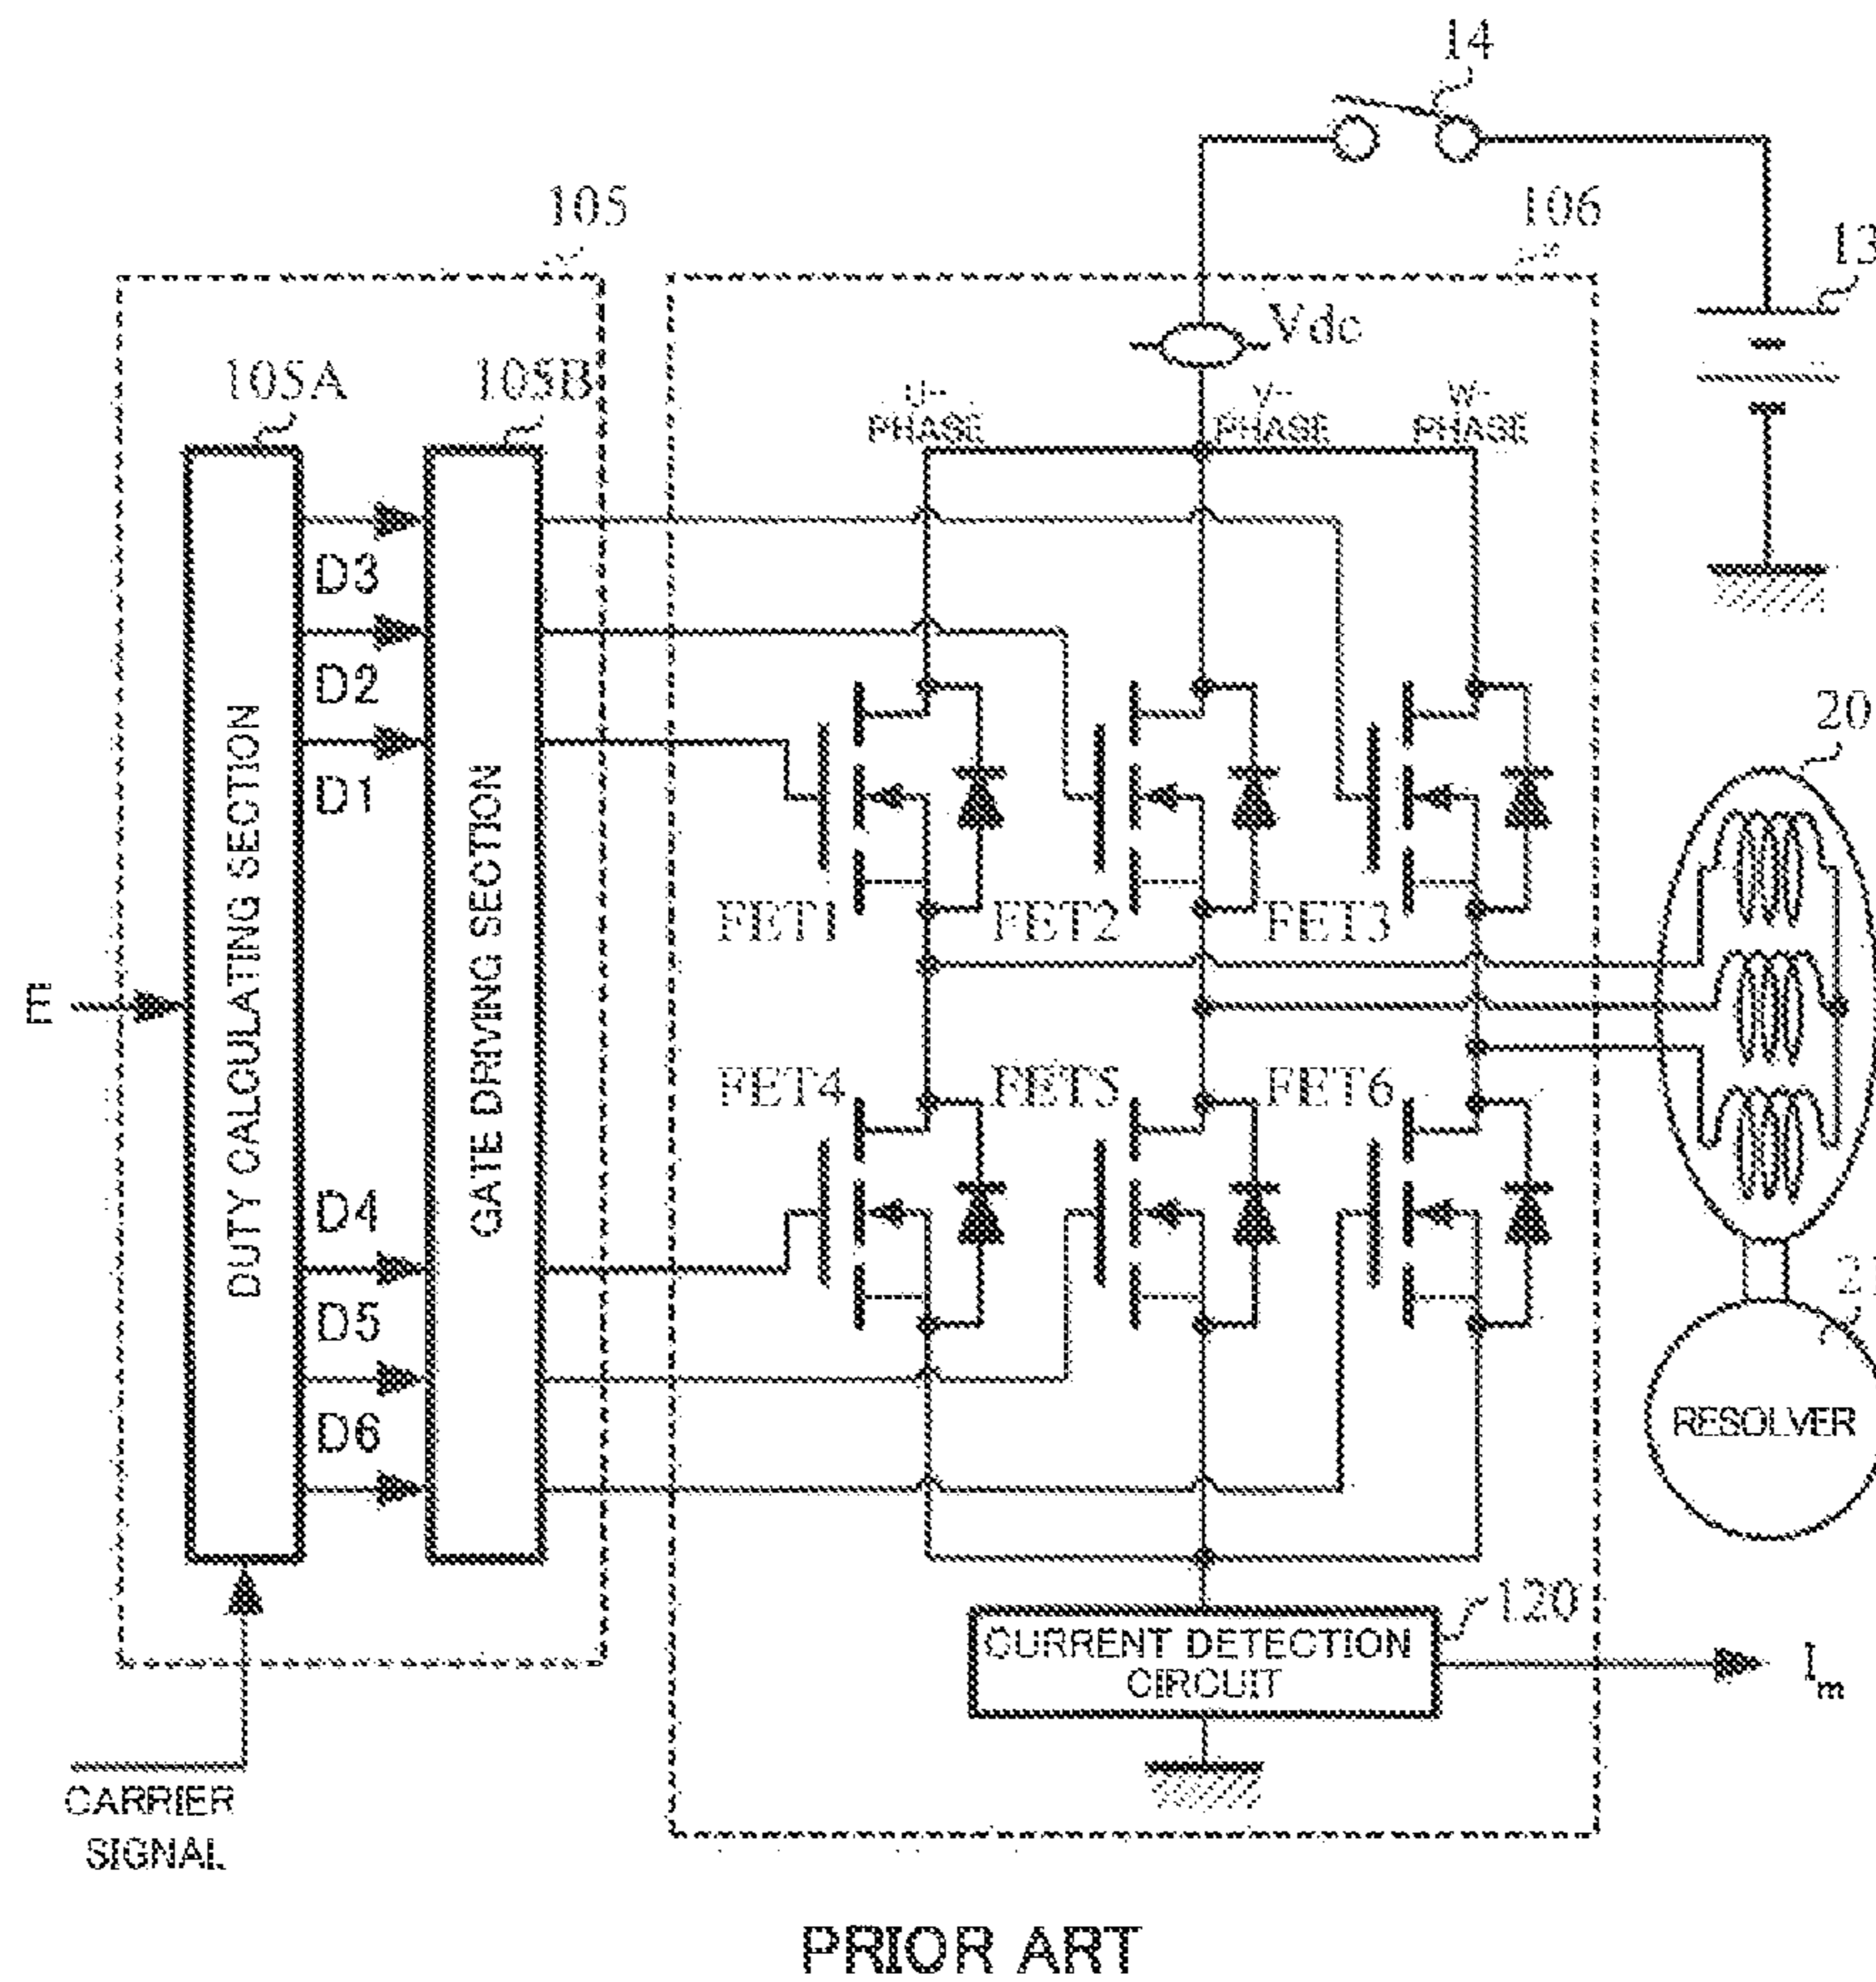 14
105
106
13
Vdc
105A
105B
U-
PHASE
V-
PHASE
W-
PHASE
D3
D2
D1
20
DUTY CALCULATING SECTION
GATE DRIVING SECTION
FET1
FET2
FET3
E
FET4
FET5
FET6
D4
D5
D6
21
RESOLVER
120
CURRENT DETECTION
CIRCUIT
Im
CARRIER
SIGNAL
PRIOR ART